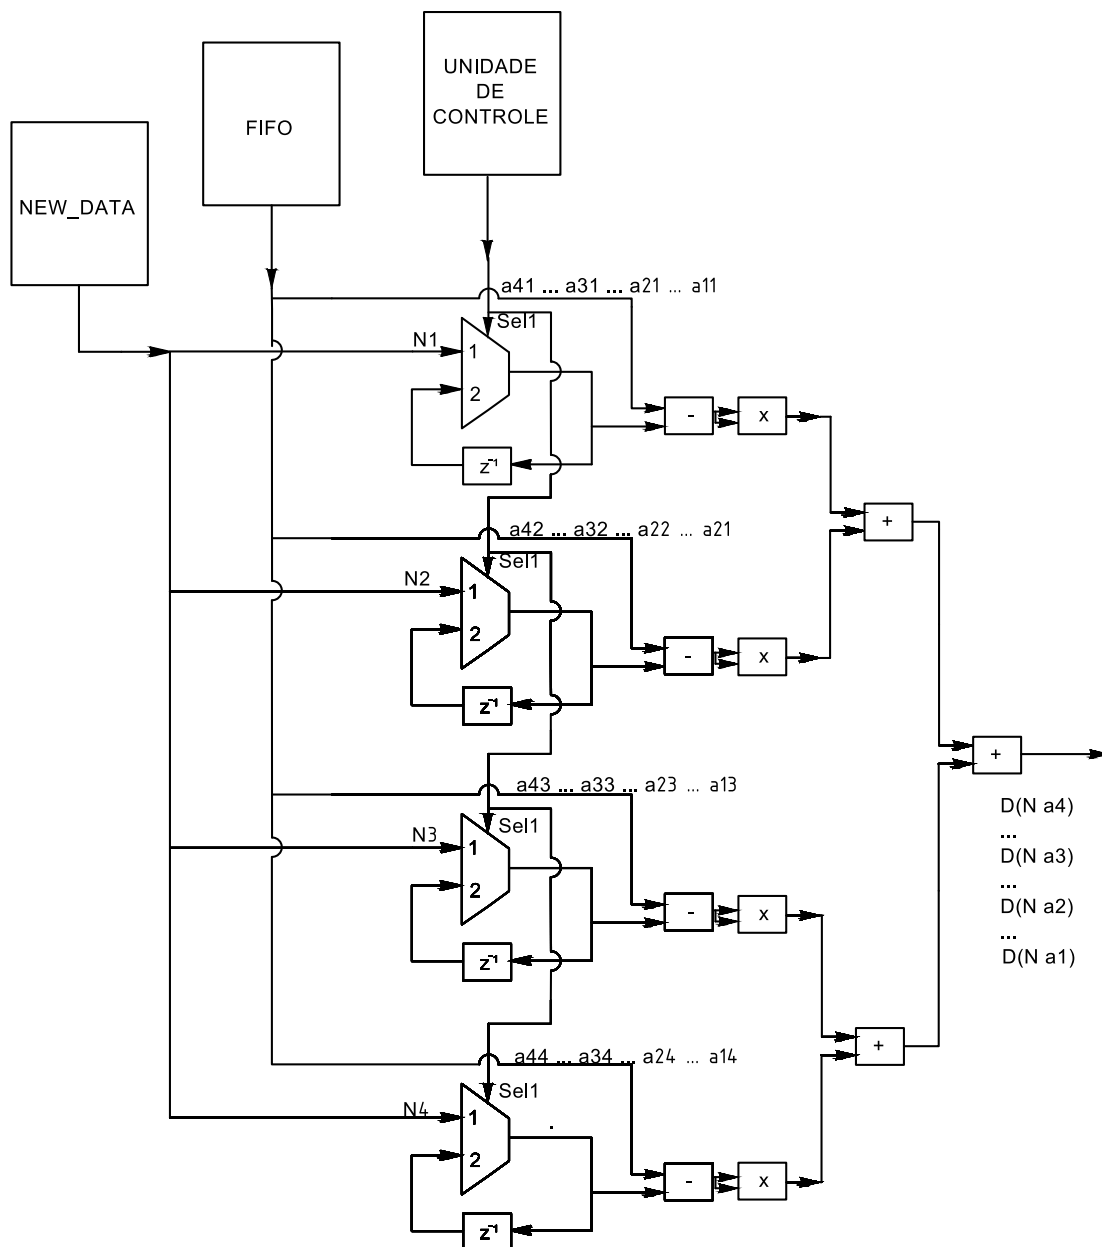 UNIDADE
DE
CONTROLE
FIFO
NEW_DATA
a41 ... a31 ... a21 ... a11
Sel1
N1
1
2
-
x
z⁻¹
+
a42 ... a32 ... a22 ... a21
Sel1
N2
1
2
-
x
z⁻¹
+
a43 ... a33 ... a23 ... a13
Sel1
N3
1
2
-
x
z⁻¹
D(N a4)
...
D(N a3)
...
D(N a2)
...
D(N a1)
+
a44 ... a34 ... a24 ... a14
Sel1
N4
1
2
-
x
z⁻¹